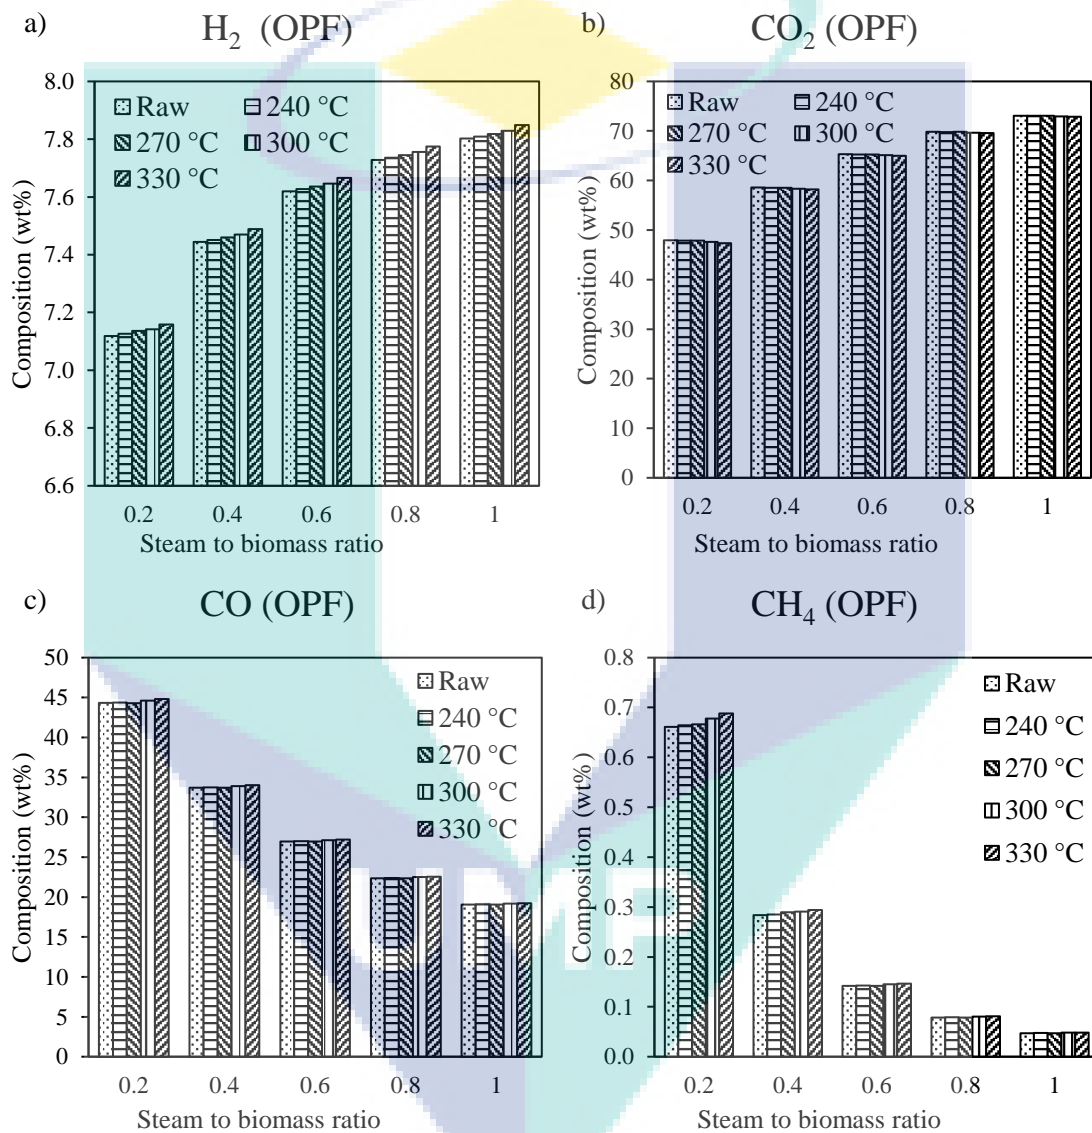 a)
H2 (OPF)
8.0
7.8
7.6
7.4
7.2
7.0
6.8
6.6
Composition (wt%)
Raw 240 °C
270 °C 300 °C
330 °C
0.2 0.4 0.6 0.8 1
Steam to biomass ratio
b)
CO2 (OPF)
80
70
60
50
40
30
20
10
0
Composition (wt%)
Raw 240 °C
270 °C 300 °C
330 °C
0.2 0.4 0.6 0.8 1
Steam to biomass ratio
c)
CO (OPF)
50
45
40
35
30
25
20
15
10
5
0
Composition (wt%)
Raw
240 °C
270 °C
300 °C
330 °C
0.2 0.4 0.6 0.8 1
Steam to biomass ratio
d)
CH4 (OPF)
0.8
0.7
0.6
0.5
0.4
0.3
0.2
0.1
0.0
Composition (wt%)
Raw
240 °C
270 °C
300 °C
330 °C
0.2 0.4 0.6 0.8 1
Steam to biomass ratio
UMP